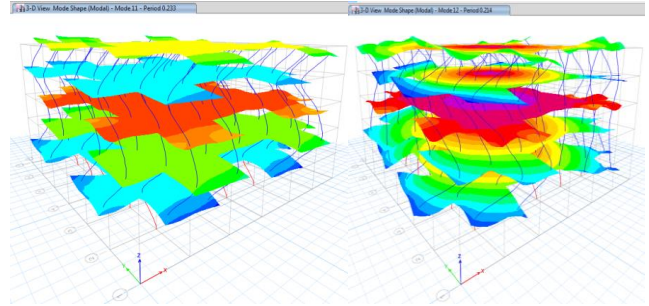 3-D View Mode Shape (Modal) - Mode 11 - Period 0.233
3-D View Mode Shape (Modal) - Mode 12 - Period 0.214
Z
Y
X
Z
Y
X